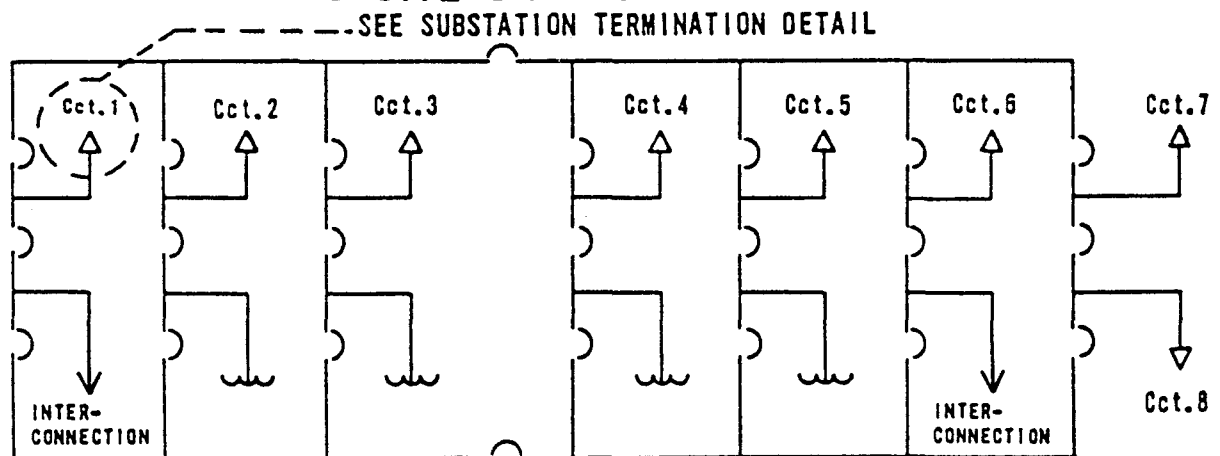 SEE SUBSTATION TERMINATION DETAIL
Cct.1
Cct.2
Cct.3
Cct.4
Cct.5
Cct.6
Cct.7
INTER-
CONNECTION
INTER-
CONNECTION
Cct.8